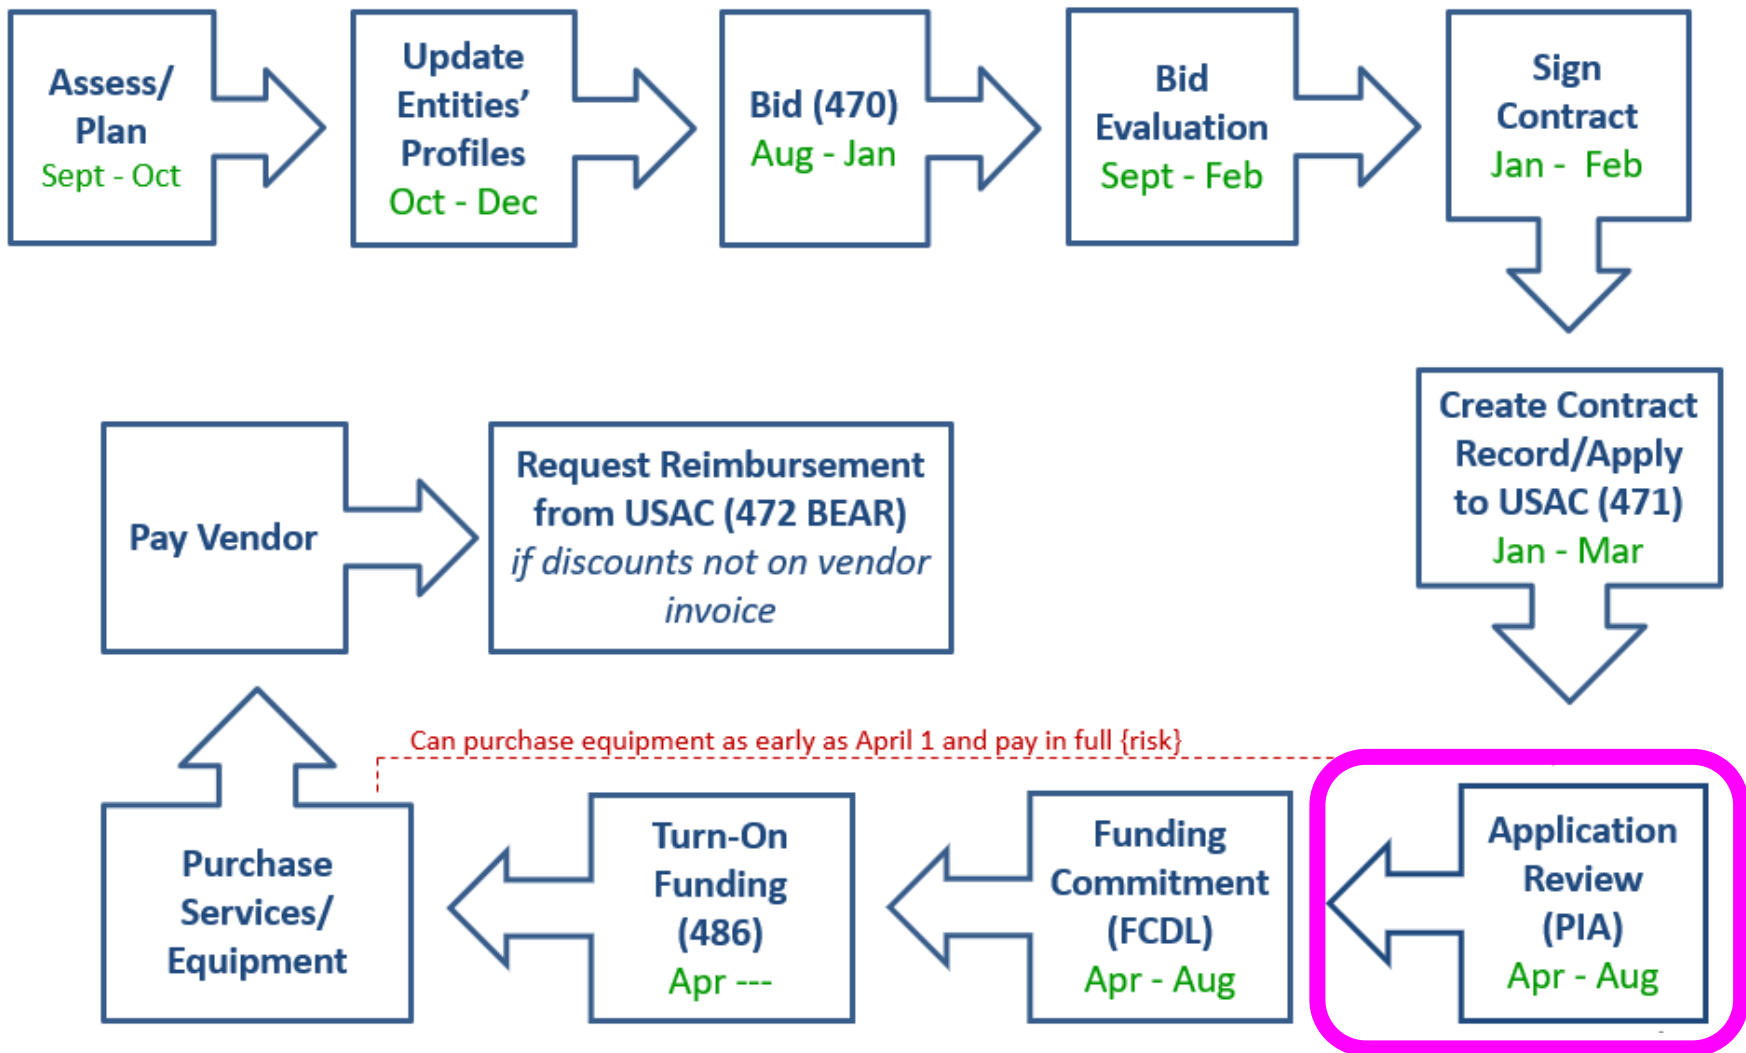 Assess/
Plan
Sept - Oct
Update
Entities’
Profiles
Oct - Dec
Bid (470)
Aug - Jan
Bid
Evaluation
Sept - Feb
Sign
Contract
Jan - Feb
Create Contract
Record/Apply
to USAC (471)
Jan - Mar
Application
Review
(PIA)
Apr - Aug
Funding
Commitment
(FCDL)
Apr - Aug
Turn-On
Funding
(486)
Apr ---
Can purchase equipment as early as April 1 and pay in full {risk}
Purchase
Services/
Equipment
Pay Vendor
Request Reimbursement
from USAC (472 BEAR)
if discounts not on vendor
invoice